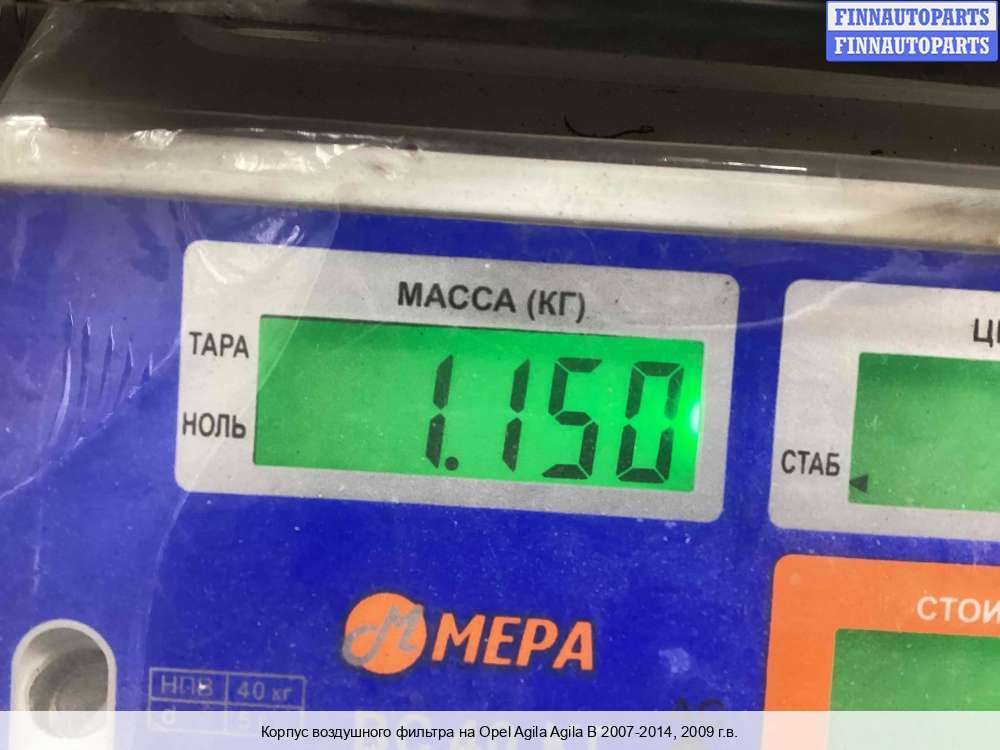 FINNAUTOPARTS
FINNAUTOPARTS
МАССА (КГ)
ТАРА
НОЛЬ
1.150
СТАБ
СТОИ
МЕРА
НПВ 40 кг
d
Корпус воздушного фильтра на Opel Agila Agila B 2007-2014, 2009 г.в.